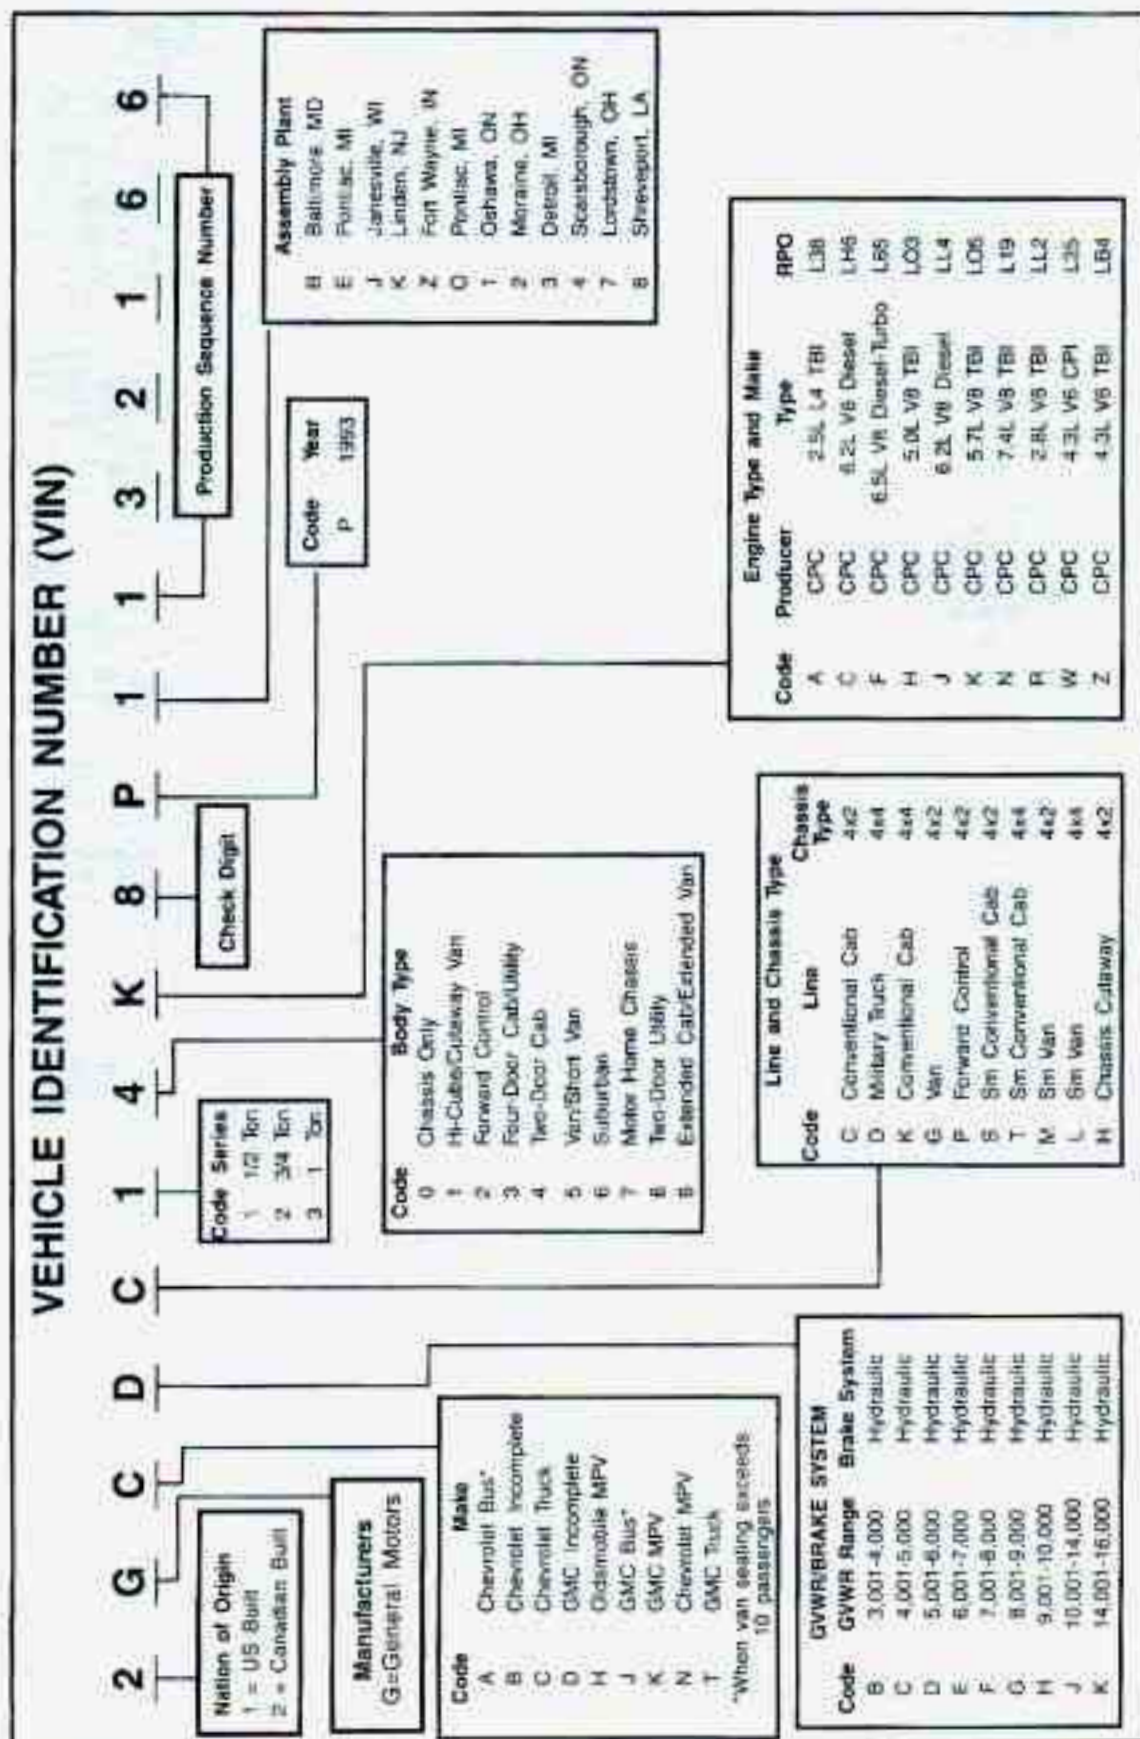 VEHICLE IDENTIFICATION NUMBER (VIN)
2 G C D C 1 4 K 8 P 1 1 3 2 1 6 6
Nation of Origin
1 = US Built
2 = Canadian Built
Manufacturers
G=General Motors
Code Make
A Chevrolet Bus*
B Chevrolet Incomplete
C Chevrolet Truck
D GMC Incomplete
H Oldsmobile MPV
J GMC Bus*
K GMC MPV
N Chevrolet MPV
T GMC Truck
*When van seating exceeds
10 passengers
GVWR/BRAKE SYSTEM
Code GVWR Range Brake System
B 3,001-4,000 Hydraulic
C 4,001-5,000 Hydraulic
D 5,001-6,000 Hydraulic
E 6,001-7,000 Hydraulic
F 7,001-8,000 Hydraulic
G 8,001-9,000 Hydraulic
H 9,001-10,000 Hydraulic
J 10,001-14,000 Hydraulic
K 14,001-16,000 Hydraulic
Code Series
1 1/2 Ton
2 3/4 Ton
3 1 Ton
Code Body Type
0 Chassis Only
1 Hi-Cube/Cutaway Van
2 Forward Control
3 Four-Door Cab/Utility
4 Two-Door Cab
5 Van/Short Van
6 Suburban
7 Motor Home Chassis
8 Two-Door Utility
9 Extended Cab/Extended Van
Line and Chassis Type
Code Line Chassis Type
C Conventional Cab 4x2
D Military Truck 4x4
K Conventional Cab 4x4
G Van 4x2
P Forward Control 4x2
S Sm Conventional Cab 4x2
T Sm Conventional Cab 4x4
M Sm Van 4x2
L Sm Van 4x4
H Chassis Cutaway 4x2
Check Digit
Code Year
P 1993
Production Sequence Number
Assembly Plant
B Baltimore, MD
E Pontiac, MI
J Janesville, WI
K Linden, NJ
Z Fort Wayne, IN
0 Pontiac, MI
1 Oshawa, ON
2 Moraine, OH
3 Detroit, MI
4 Scarsborough, ON
7 Lordstown, OH
8 Shreveport, LA
Engine Type and Make
Code Producer Type RPO
A CPC 2.5L L4 TBI L38
C CPC 6.2L V8 Diesel LH6
F CPC 6.5L V8 Diesel-Turbo L65
H CPC 5.0L V8 TBI LO3
J CPC 6.2L V8 Diesel LL4
K CPC 5.7L V8 TBI LO5
N CPC 7.4L V8 TBI L19
R CPC 2.8L V6 TBI LL2
W CPC 4.3L V6 CPI L35
Z CPC 4.3L V6 TBI LB4